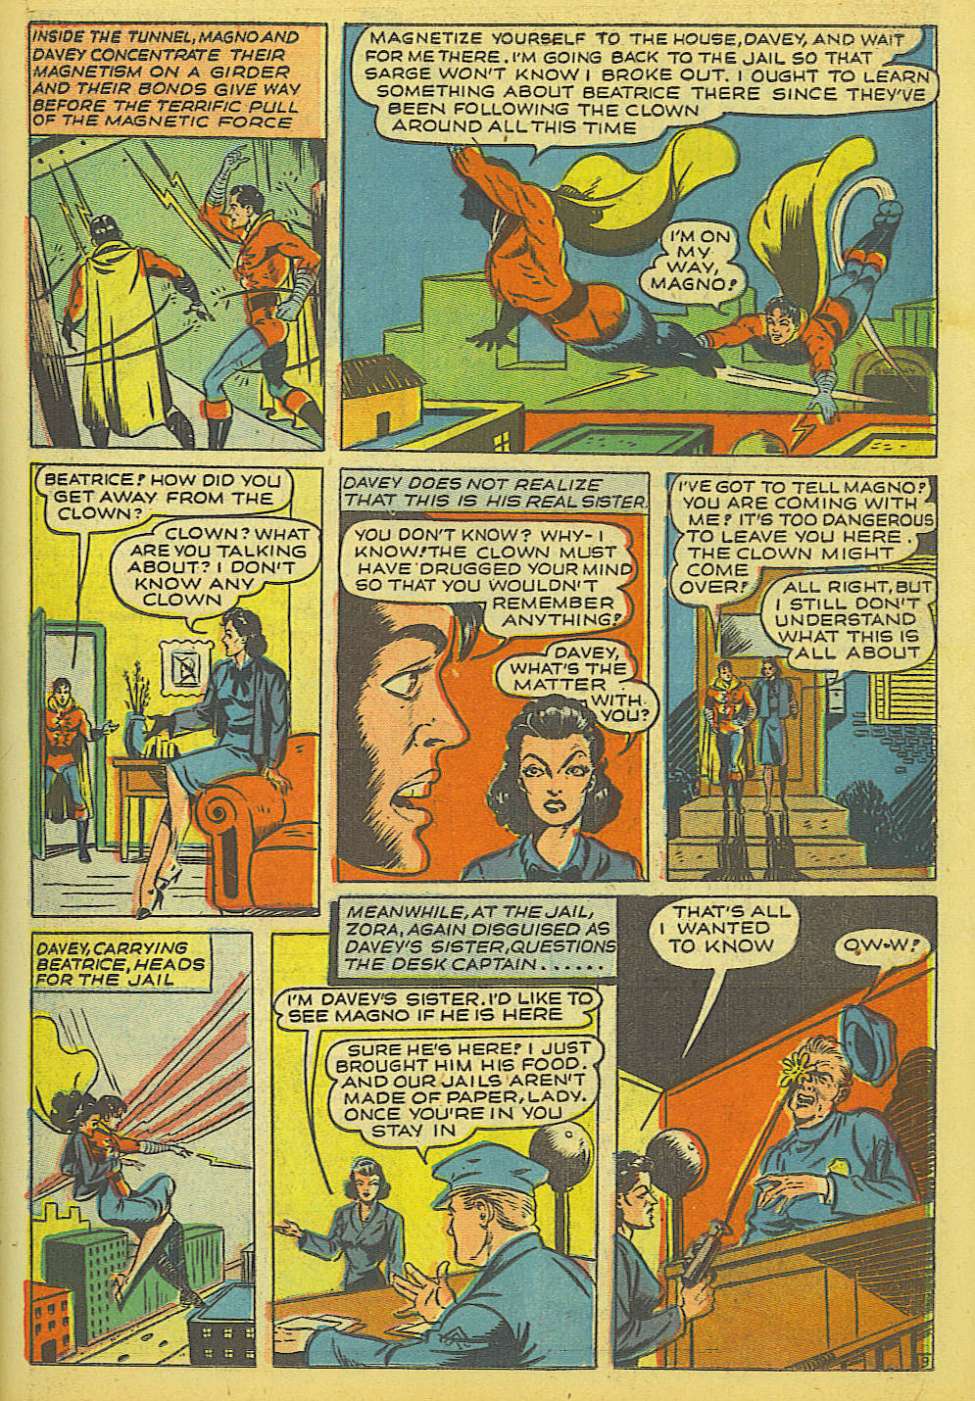 INSIDE THE TUNNEL, MAGNO AND
DAVEY CONCENTRATE THEIR
MAGNETISM ON A GIRDER
AND THEIR BONDS GIVE WAY
BEFORE THE TERRIFIC PULL
OF THE MAGNETIC FORCE
MAGNETIZE YOURSELF TO THE HOUSE, DAVEY, AND WAIT
FOR ME THERE. I'M GOING BACK TO THE JAIL SO THAT
SARGE WON'T KNOW I BROKE OUT. I OUGHT TO LEARN
SOMETHING ABOUT BEATRICE THERE SINCE THEY'VE
BEEN FOLLOWING THE CLOWN
AROUND ALL THIS TIME
I'M ON
MY
WAY,
MAGNO!
BEATRICE! HOW DID YOU
GET AWAY FROM THE
CLOWN?
CLOWN? WHAT
ARE YOU TALKING
ABOUT? I DON'T
KNOW ANY
CLOWN
DAVEY DOES NOT REALIZE
THAT THIS IS HIS REAL SISTER.
YOU DON'T KNOW? WHY-I
KNOW! THE CLOWN MUST
HAVE DRUGGED YOUR MIND
SO THAT YOU WOULDN'T
REMEMBER
ANYTHING!
DAVEY,
WHAT'S THE
MATTER
WITH
YOU?
I'VE GOT TO TELL MAGNO!
YOU ARE COMING WITH
ME! IT'S TOO DANGEROUS
TO LEAVE YOU HERE.
THE CLOWN MIGHT
COME
OVER!
ALL RIGHT, BUT
I STILL DON'T
UNDERSTAND
WHAT THIS IS
ALL ABOUT
DAVEY, CARRYING
BEATRICE, HEADS
FOR THE JAIL
MEANWHILE, AT THE JAIL,
ZORA, AGAIN DISGUISED AS
DAVEY'S SISTER, QUESTIONS
THE DESK CAPTAIN......
I'M DAVEY'S SISTER. I'D LIKE TO
SEE MAGNO IF HE IS HERE
SURE HE'S HERE! I JUST
BROUGHT HIM HIS FOOD.
AND OUR JAILS AREN'T
MADE OF PAPER, LADY.
ONCE YOU'RE IN YOU
STAY IN
THAT'S ALL
I WANTED
TO KNOW
OW-W!
9